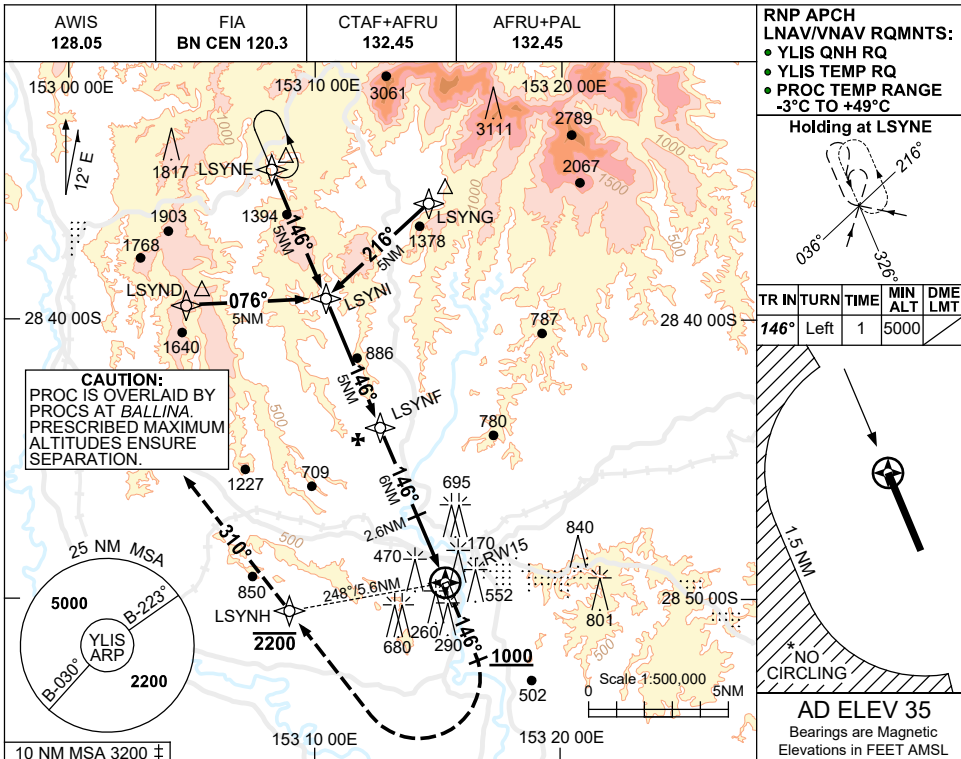 AWIS
128.05
FIA
BN CEN 120.3
CTAF+AFRU
132.45
AFRU+PAL
132.45
RNP APCH
LNAV/VNAV RQMNTS:
• YLIS QNH RQ
• YLIS TEMP RQ
• PROC TEMP RANGE
-3°C TO +49°C
153 00 00E
153 10 00E
153 20 00E
3061
3111
2789
2067
1000
1000
1500
500
12° E
1817
LSYNE
1394
146°
5NM
1903
1768
LSYNG
1378
216°
5NM
LSYND
076°
5NM
LSYNI
28 40 00S
28 40 00S
1640
886
787
146°
5NM
LSYNF
780
CAUTION:
PROC IS OVERLAID BY
PROCS AT BALLINA.
PRESCRIBED MAXIMUM
ALTITUDES ENSURE
SEPARATION.
500
1227
709
146°
6NM
2.6NM
695
170
RW15
470
840
552
801
500
310°
500
850
248°/5.6NM
LSYNH
2200
680
260
290
146°
1000
502
28 50 00S
25 NM MSA
5000
B-223°
YLIS
ARP
B-030°
2200
10 NM MSA 3200 ‡
153 10 00E
153 20 00E
Scale 1:500,000
0
5NM
Holding at LSYNE
216°
036°
326°
TR IN
TURN
TIME
MIN
ALT
DME
LMT
146°
Left
1
5000
1.5 NM
*NO
CIRCLING
AD ELEV 35
Bearings are Magnetic
Elevations in FEET AMSL